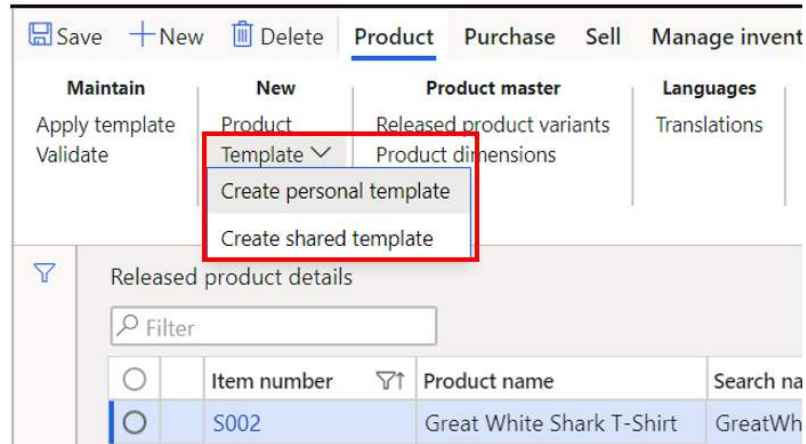 Save New Delete Product Purchase Sell Manage invent
Maintain New Product master Languages
Apply template Product Released product variants Translations
Validate Template Product dimensions
Create personal template
Create shared template
Released product details
Filter
Item number Product name Search na
S002 Great White Shark T-Shirt GreatWh